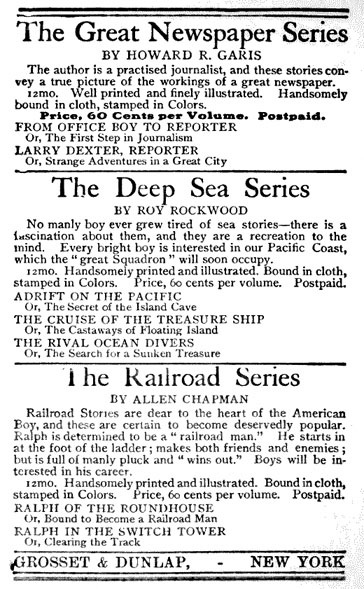 The Great Newspaper Series
BY HOWARD R. GARIS
The author is a practised journalist, and these stories con-
vey a true picture of the workings of a great newspaper.
12mo. Well printed and finely illustrated. Handsomely
bound in cloth, stamped in Colors.
Price, 60 Cents per Volume. Postpaid.
FROM OFFICE BOY TO REPORTER
Or, The First Step in Journalism
LARRY DEXTER, REPORTER
Or, Strange Adventures in a Great City
The Deep Sea Series
BY ROY ROCKWOOD
No manly boy ever grew tired of sea stories—there is a
fascination about them, and they are a recreation to the
mind. Every bright boy is interested in our Pacific Coast,
which the "great Squadron" will soon occupy.
12mo. Handsomely printed and illustrated. Bound in cloth,
stamped in Colors. Price, 60 cents per volume. Postpaid.
ADRIFT ON THE PACIFIC
Or, The Secret of the Island Cave
THE CRUISE OF THE TREASURE SHIP
Or, The Castaways of Floating Island
THE RIVAL OCEAN DIVERS
Or, The Search for a Sunken Treasure
The Railroad Series
BY ALLEN CHAPMAN
Railroad Stories are dear to the heart of the American
Boy, and these are certain to become deservedly popular.
Ralph is determined to be a "railroad man." He starts in
at the foot of the ladder; makes both friends and enemies;
but is full of manly pluck and "wins out." Boys will be in-
terested in his career.
12mo. Handsomely printed and illustrated. Bound in cloth,
stamped in Colors. Price, 60 cents per volume. Postpaid.
RALPH OF THE ROUNDHOUSE
Or, Bound to Become a Railroad Man
RALPH IN THE SWITCH TOWER
Or, Clearing the Track
GROSSET & DUNLAP, - NEW YORK